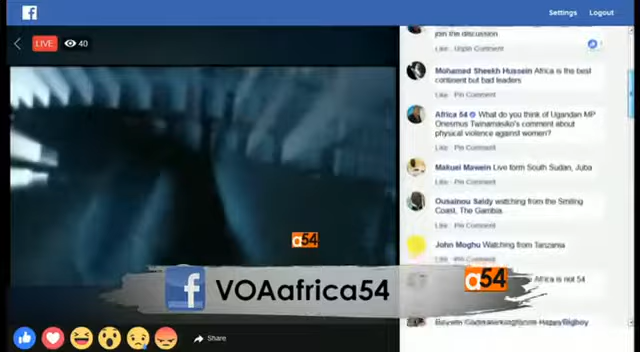 f
Settings
Logout
LIVE
40
join the discussion.
Like · Unpin Comment
1
Mohamed Sheekh Hussein Africa is the best
continent but bad leaders
Like · Pin Comment
Africa 54 What do you think of Ugandan MP
Onesmus Twinamasiko's comment about
physical violence against women?
Like · Pin Comment
Makuei Mawein Live form South Sudan, Juba
Like · Pin Comment
Ousainou Saidy watching from the Smiling
Coast, The Gambia
Like · Pin Comment
John Moghu Watching from Tanzania
Like · Pin Comment
Africa is not 54
a54
f VOAafrica54
a54
Share